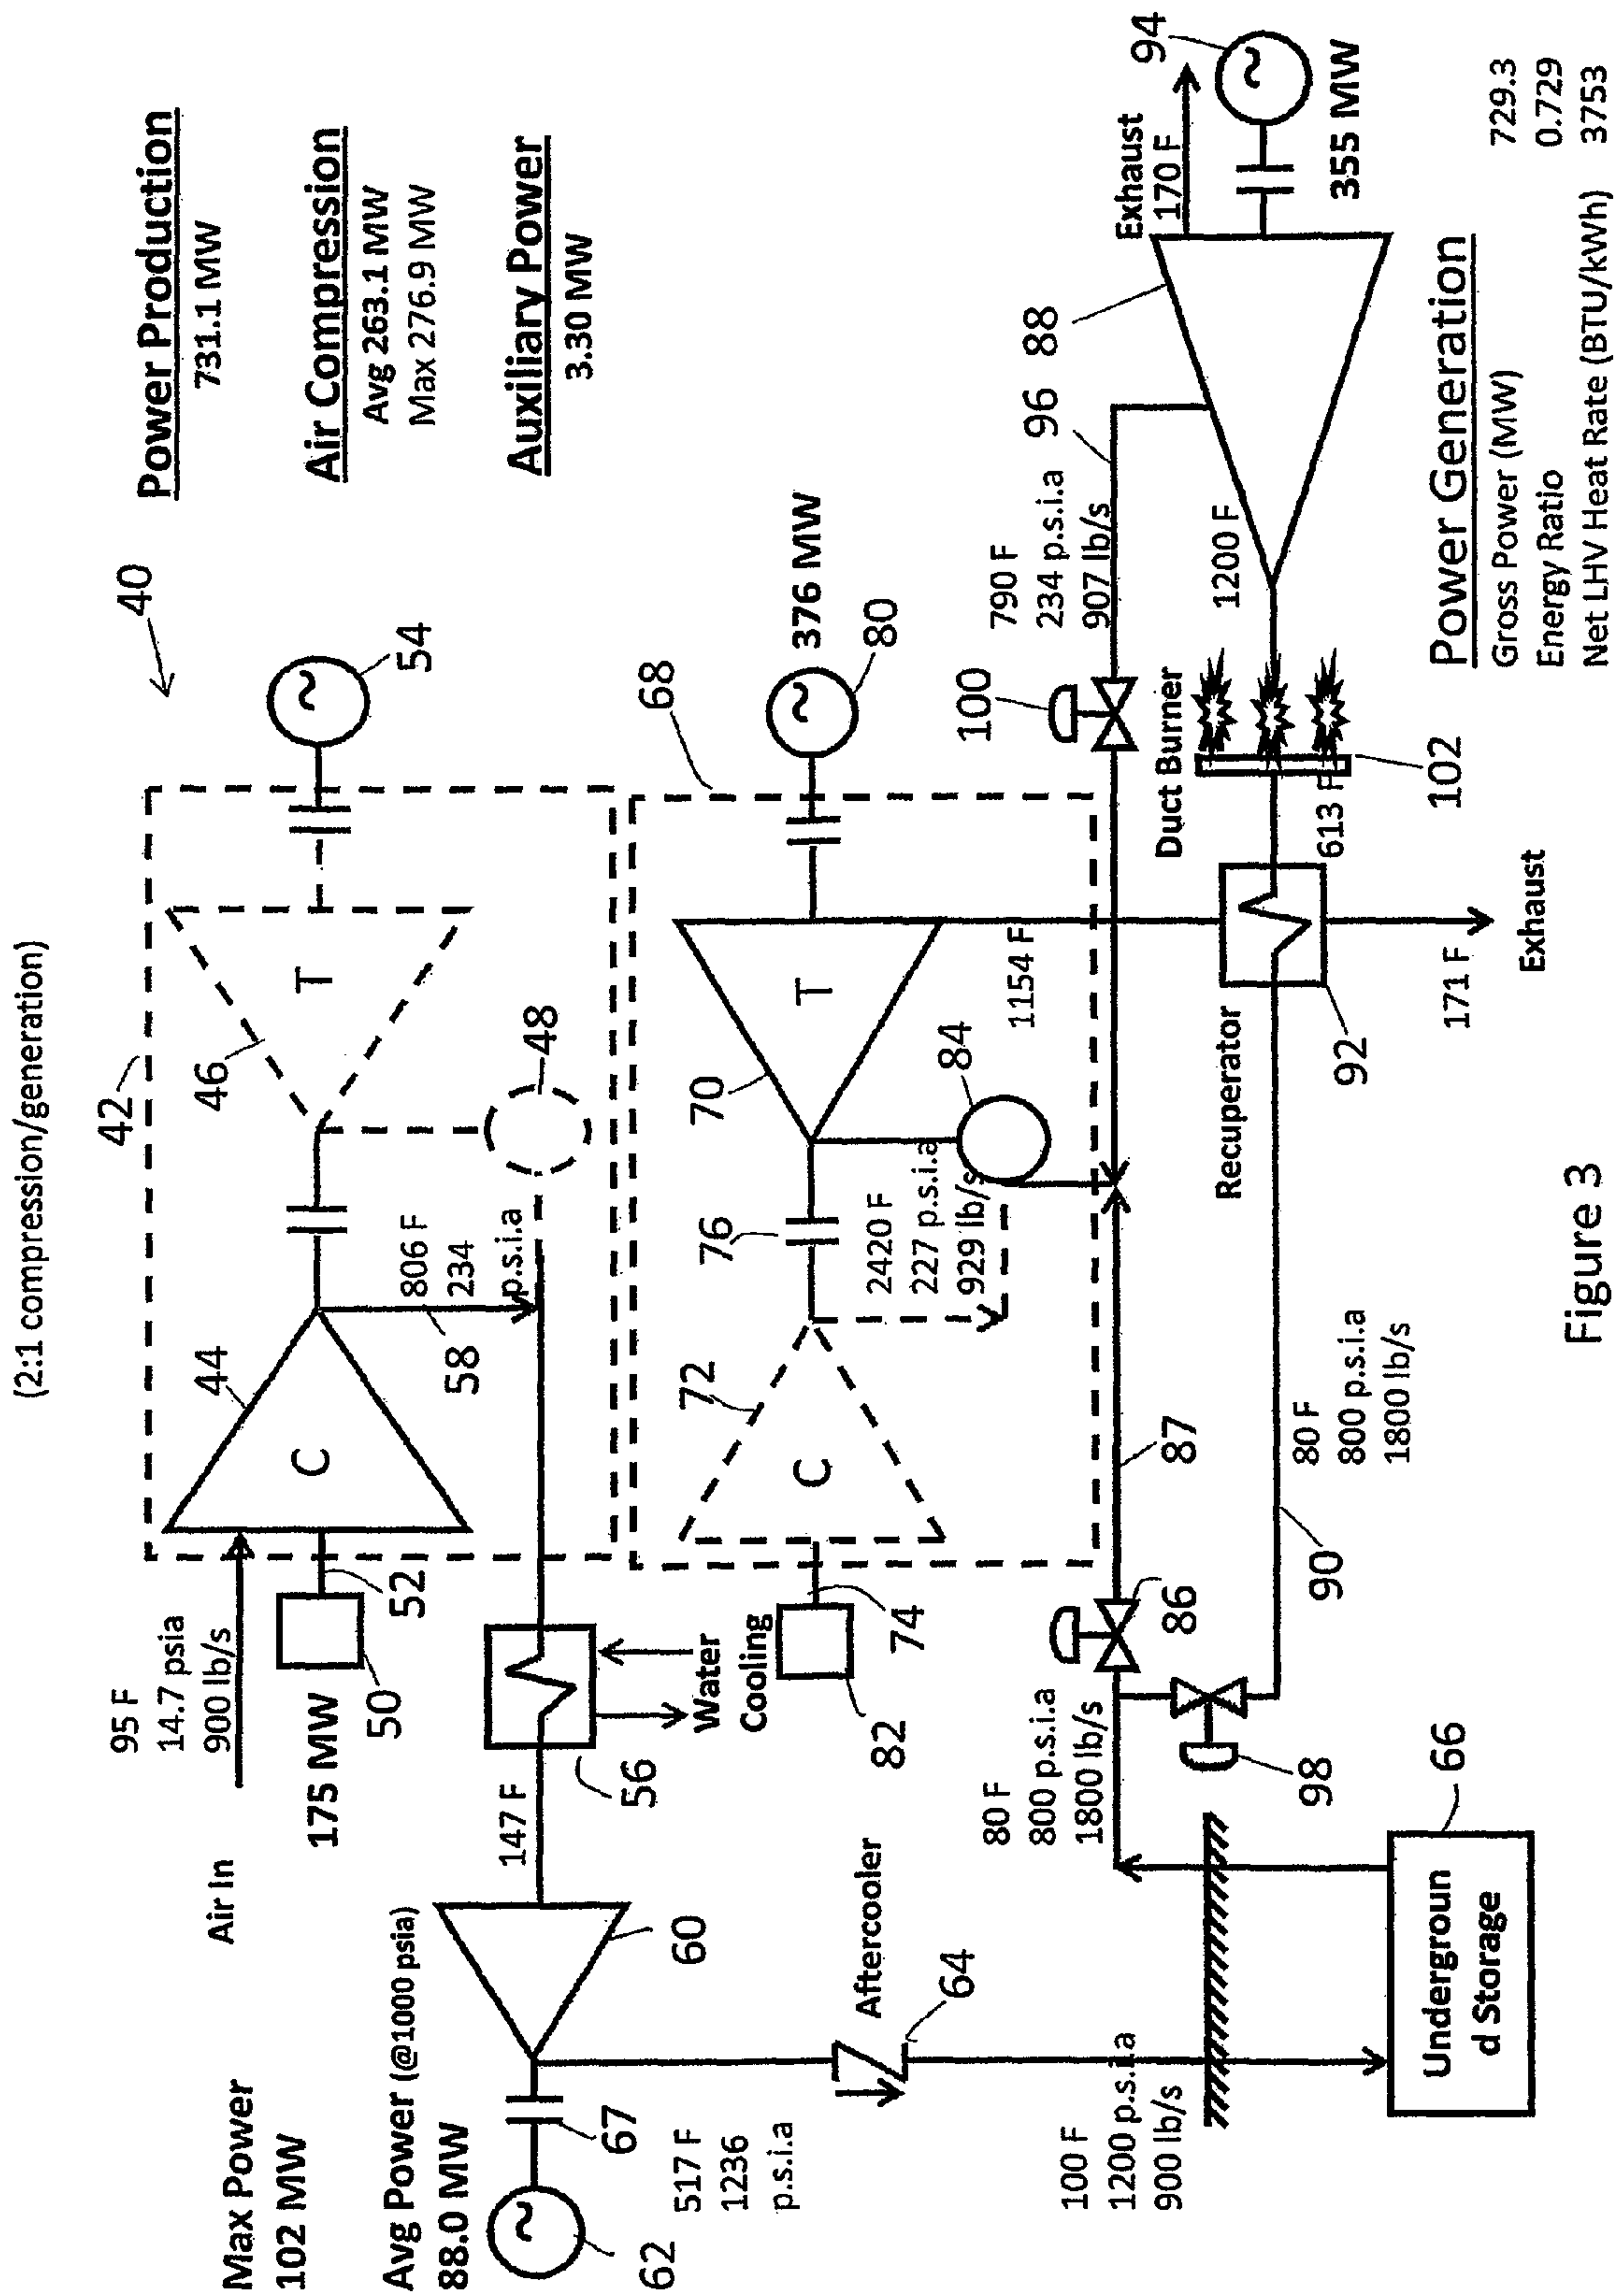 (2:1 compression/generation)
40
Power Production
731.1 MW
Air Compression
Avg 263.1 MW
Max 276.9 MW
Auxiliary Power
3.30 MW
Max Power
102 MW
Avg Power (@1000 psia)
88.0 MW
62
67
60
517 F
1236
p.s.i.a
Air In
95 F
14.7 psia
900 lb/s
175 MW
50
52
42
44
C
46
T
48
54
58
806 F
234
p.s.i.a
147 F
56
Water
Cooling
68
70
T
72
C
74
76
82
84
2420 F
227 p.s.i.a
929 lb/s
1154 F
376 MW
80
Aftercooler
64
100 F
1200 p.s.i.a
900 lb/s
Undergroun
d Storage
66
80 F
800 p.s.i.a
1800 lb/s
86
98
87
90
80 F
800 p.s.i.a
1800 lb/s
Recuperator
92
171 F
Exhaust
613 F
Duct Burner
102
100
790 F
234 p.s.i.a
907 lb/s
96
1200 F
88
Exhaust
170 F
94
355 MW
Power Generation
Gross Power (MW) 729.3
Energy Ratio 0.729
Net LHV Heat Rate (BTU/kWh) 3753
Figure 3